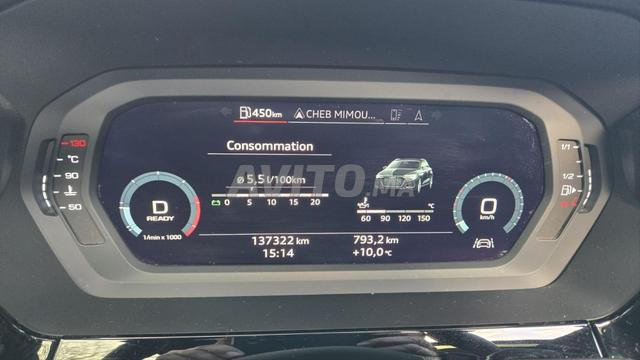 450km
CHEB MIMOU...
Consommation
ø 5,5 l/100km
0 5 10 15 20
°C
60 90 120 150
130
°C
90
50
1/1
1/2
D
READY
1/min x 1000
0
km/h
137322 km
793,2 km
15:14
+10,0 °C
AVITO.MA